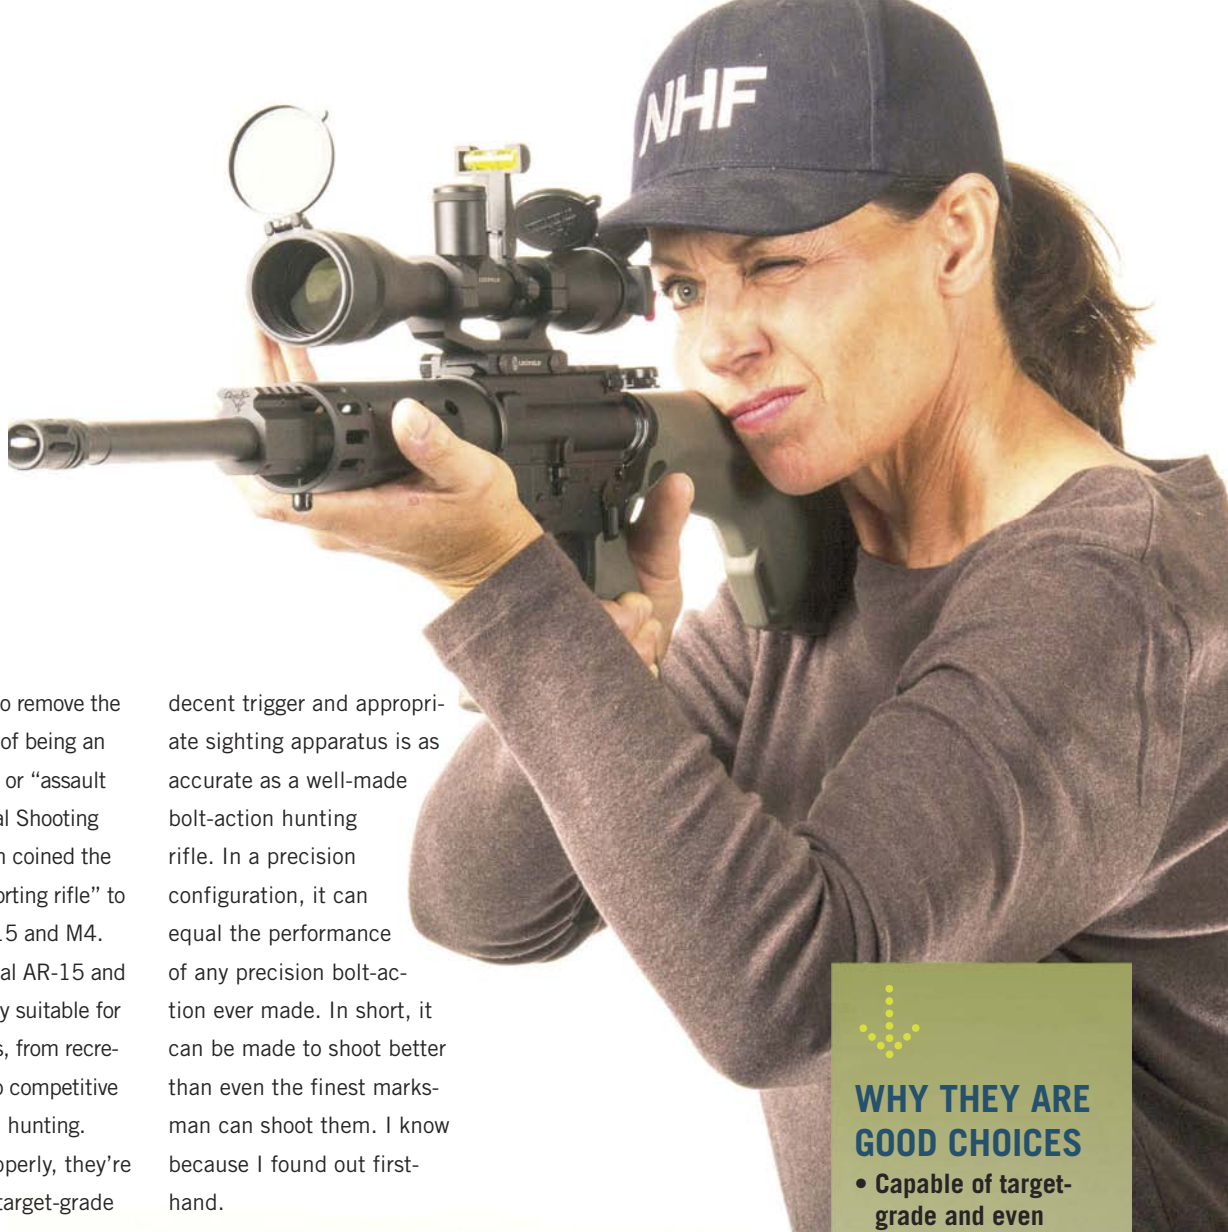 NHF
LEUPOLD
o remove the
of being an
or “assault
al Shooting
n coined the
orting rifle” to
15 and M4.
al AR-15 and
y suitable for
s, from recre-
o competitive
hunting.
operly, they’re
target-grade
decent trigger and appropri-
ate sighting apparatus is as
accurate as a well-made
bolt-action hunting
rifle. In a precision
configuration, it can
equal the performance
of any precision bolt-ac-
tion ever made. In short, it
can be made to shoot better
than even the finest marks-
man can shoot them. I know
because I found out first-
hand.
WHY THEY ARE
GOOD CHOICES
• Capable of target-
grade and even